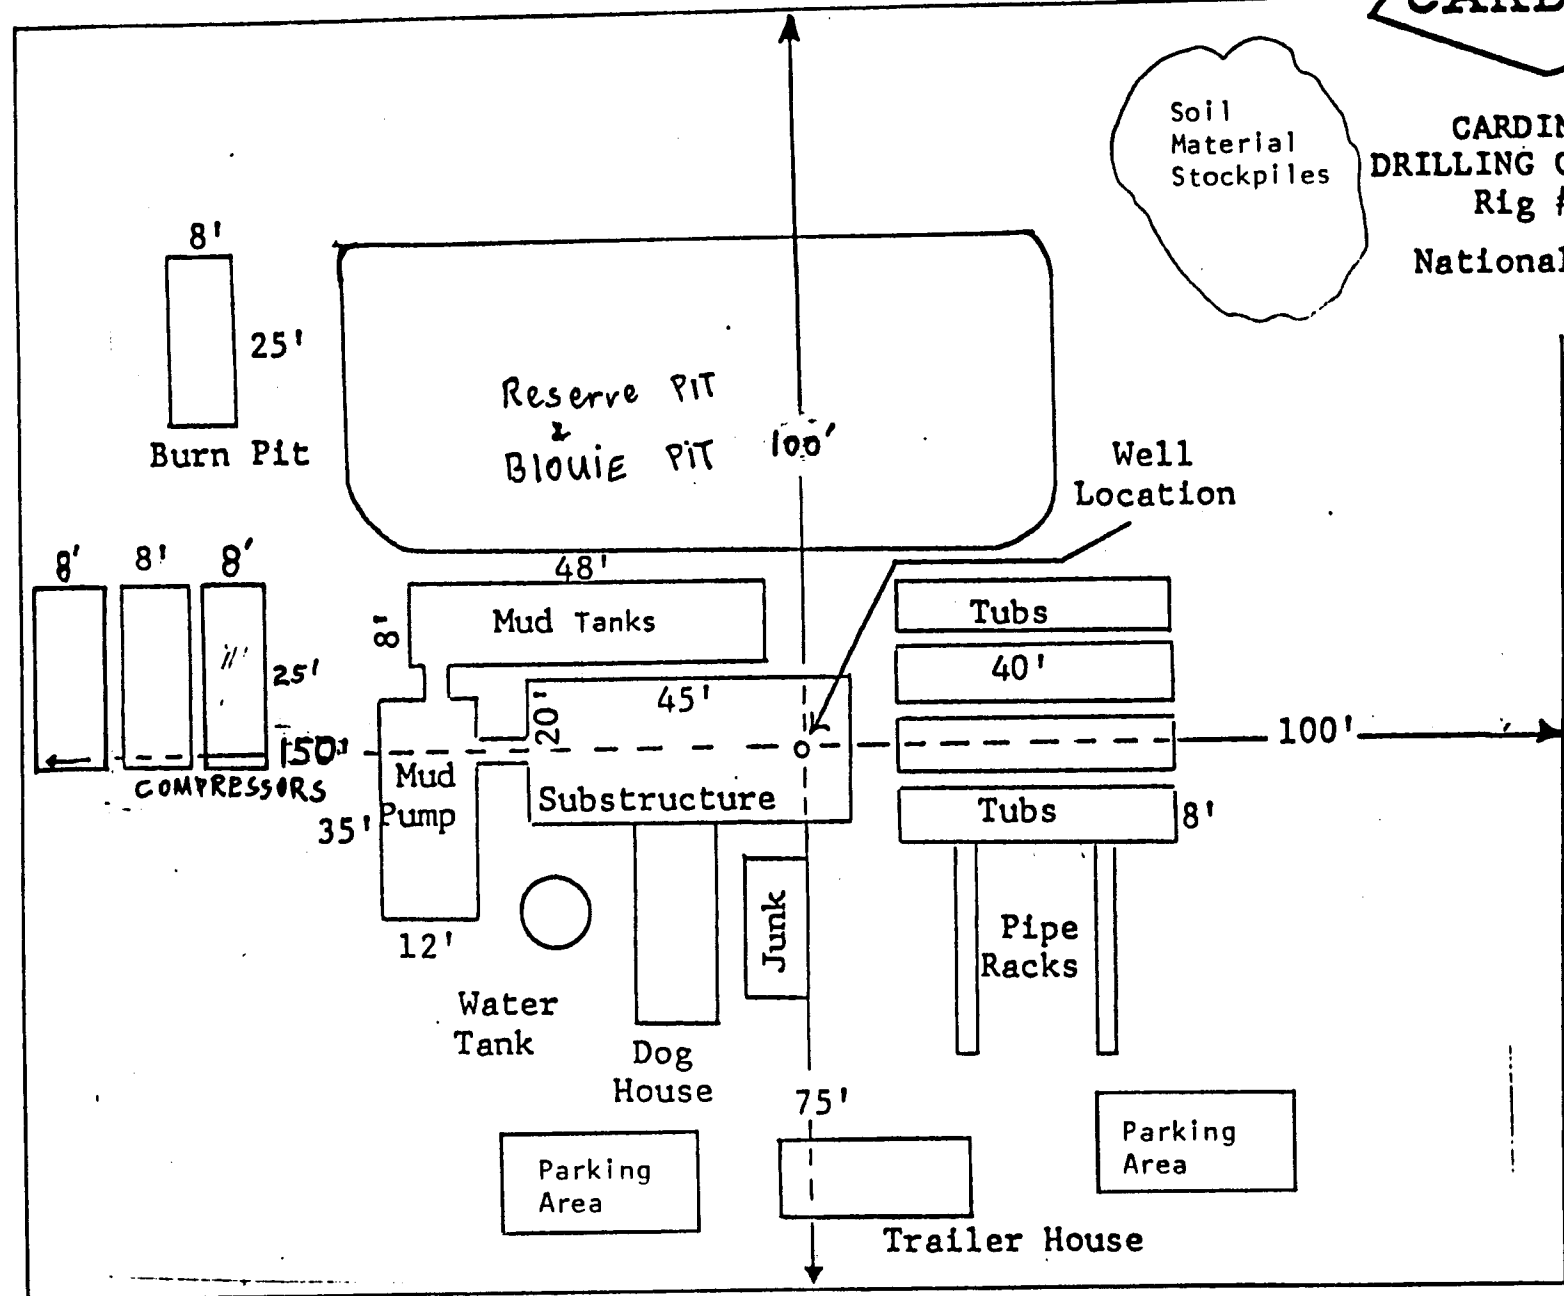 Soil
Material
Stockpiles
DRILLING
Rig
National
8'
25'
Burn Pit
Reserve PIT
&
BlouiE PIT
100'
Well
Location
8'
8'
8'
25'
150'
COMPRESSORS
48'
8'
Mud Tanks
45'
20'
Tubs
40'
Tubs
8'
100'
Mud
Pump
35'
12'
Substructure
Water
Tank
Dog
House
Junk
Pipe
Racks
75'
Parking
Area
Parking
Area
Trailer House